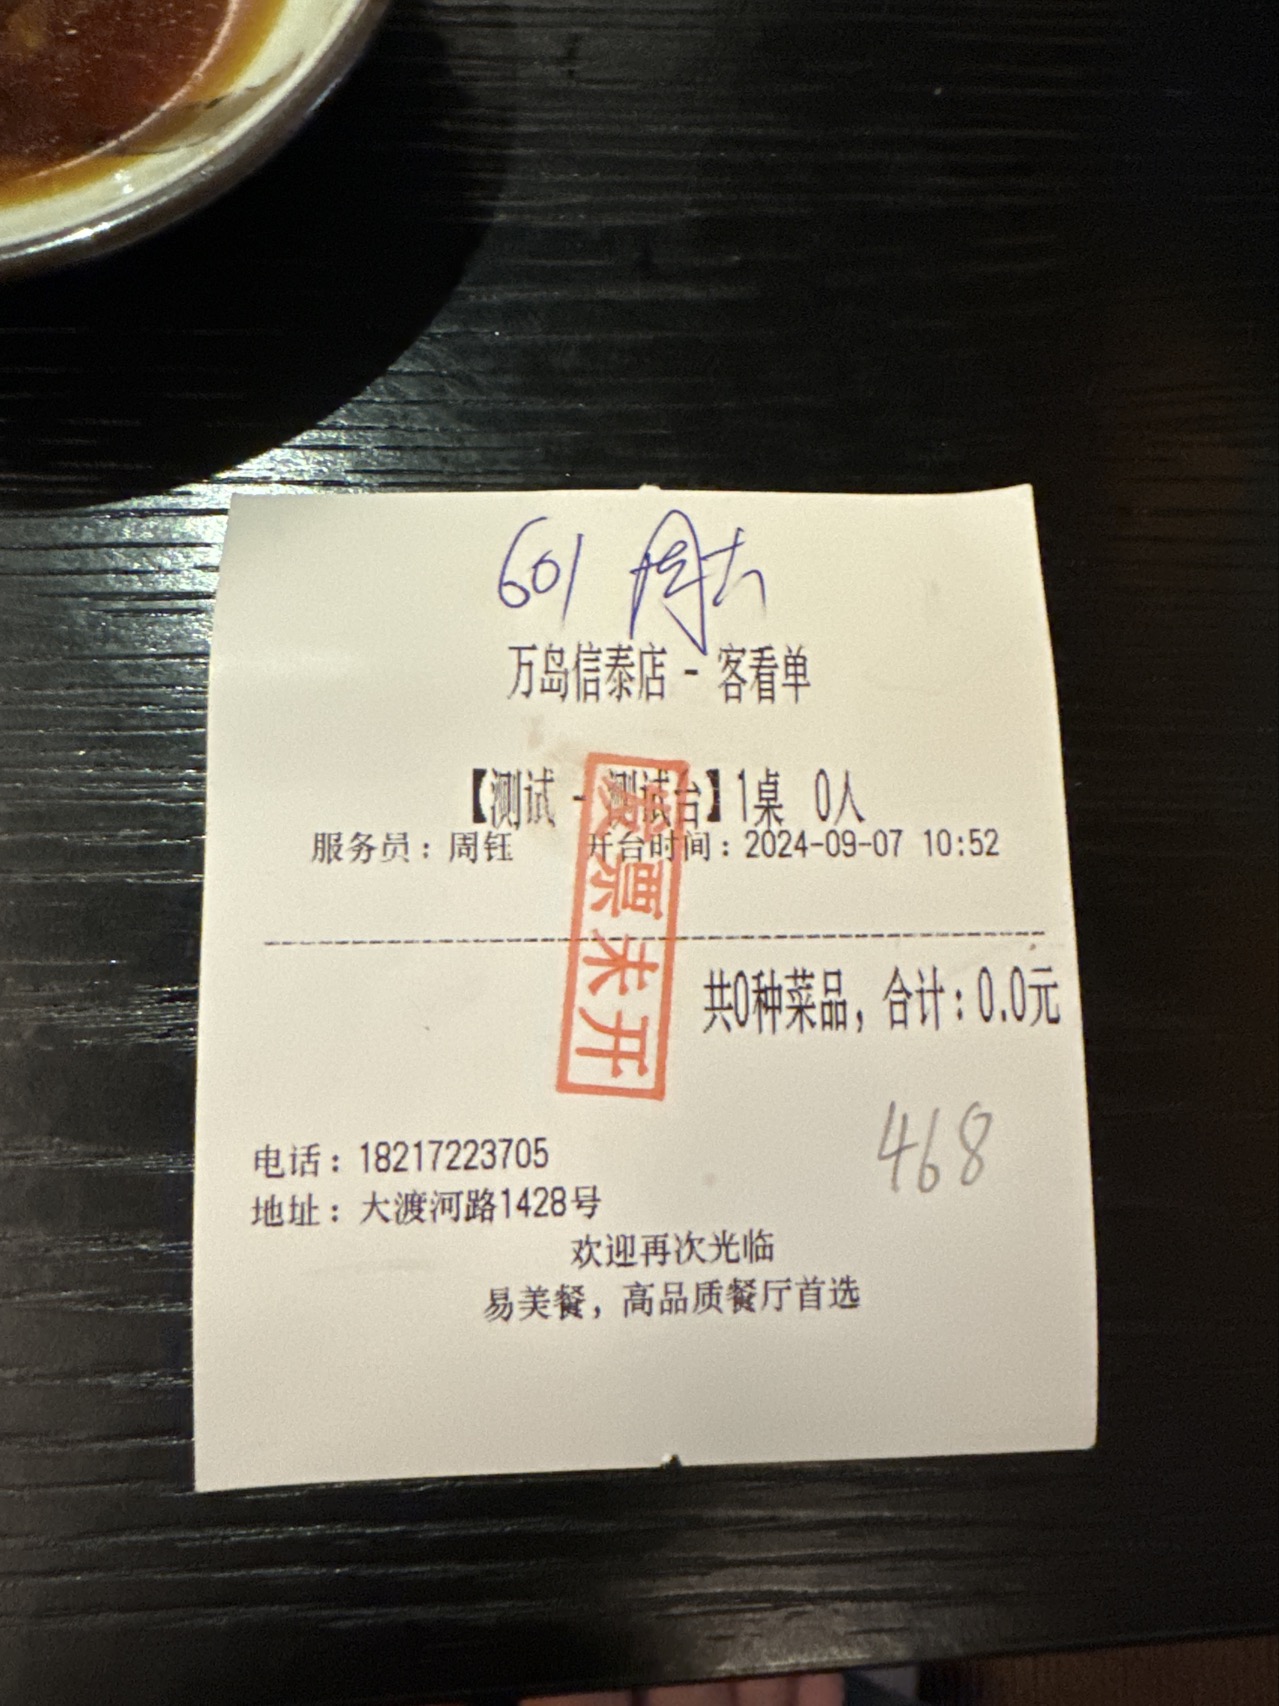 601
万岛信泰店 - 客看单
【测试 - 测试台】1桌 0人
服务员：周钰 开台时间：2024-09-07 10:52
发票未开
共0种菜品，合计：0.0元
468
电话：18217223705
地址：大渡河路1428号
欢迎再次光临
易美餐，高品质餐厅首选